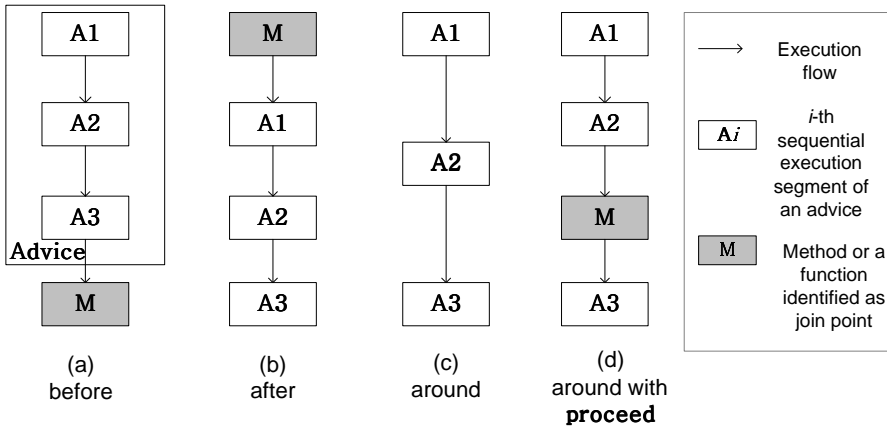 A1
A2
A3
Advice
M
(a)
before
M
A1
A2
A3
(b)
after
A1
A2
A3
(c)
around
A1
A2
M
A3
(d)
around with
proceed
Execution
flow
Ai
i-th
sequential
execution
segment of
an advice
M
Method or a
function
identified as
join point